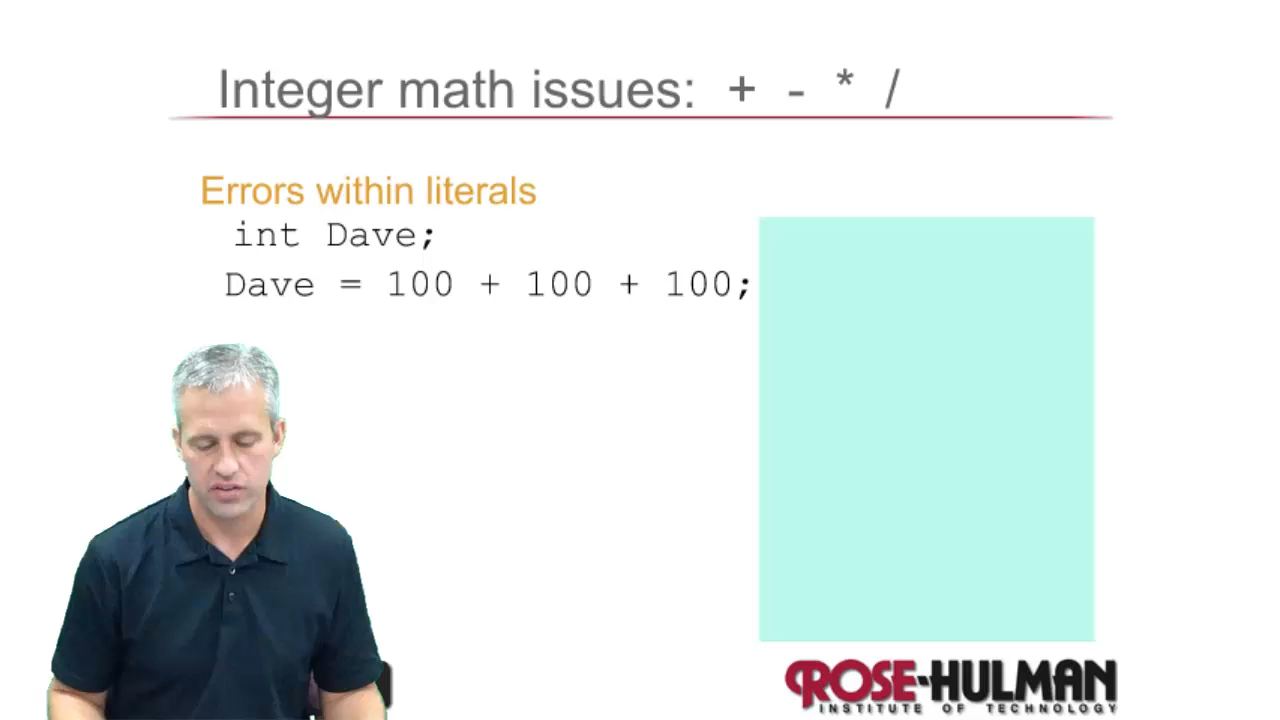 Integer math issues: + - * /
Errors within literals
int Dave;
Dave = 100 + 100 + 100;
ROSE-HULMAN
INSTITUTE OF TECHNOLOGY